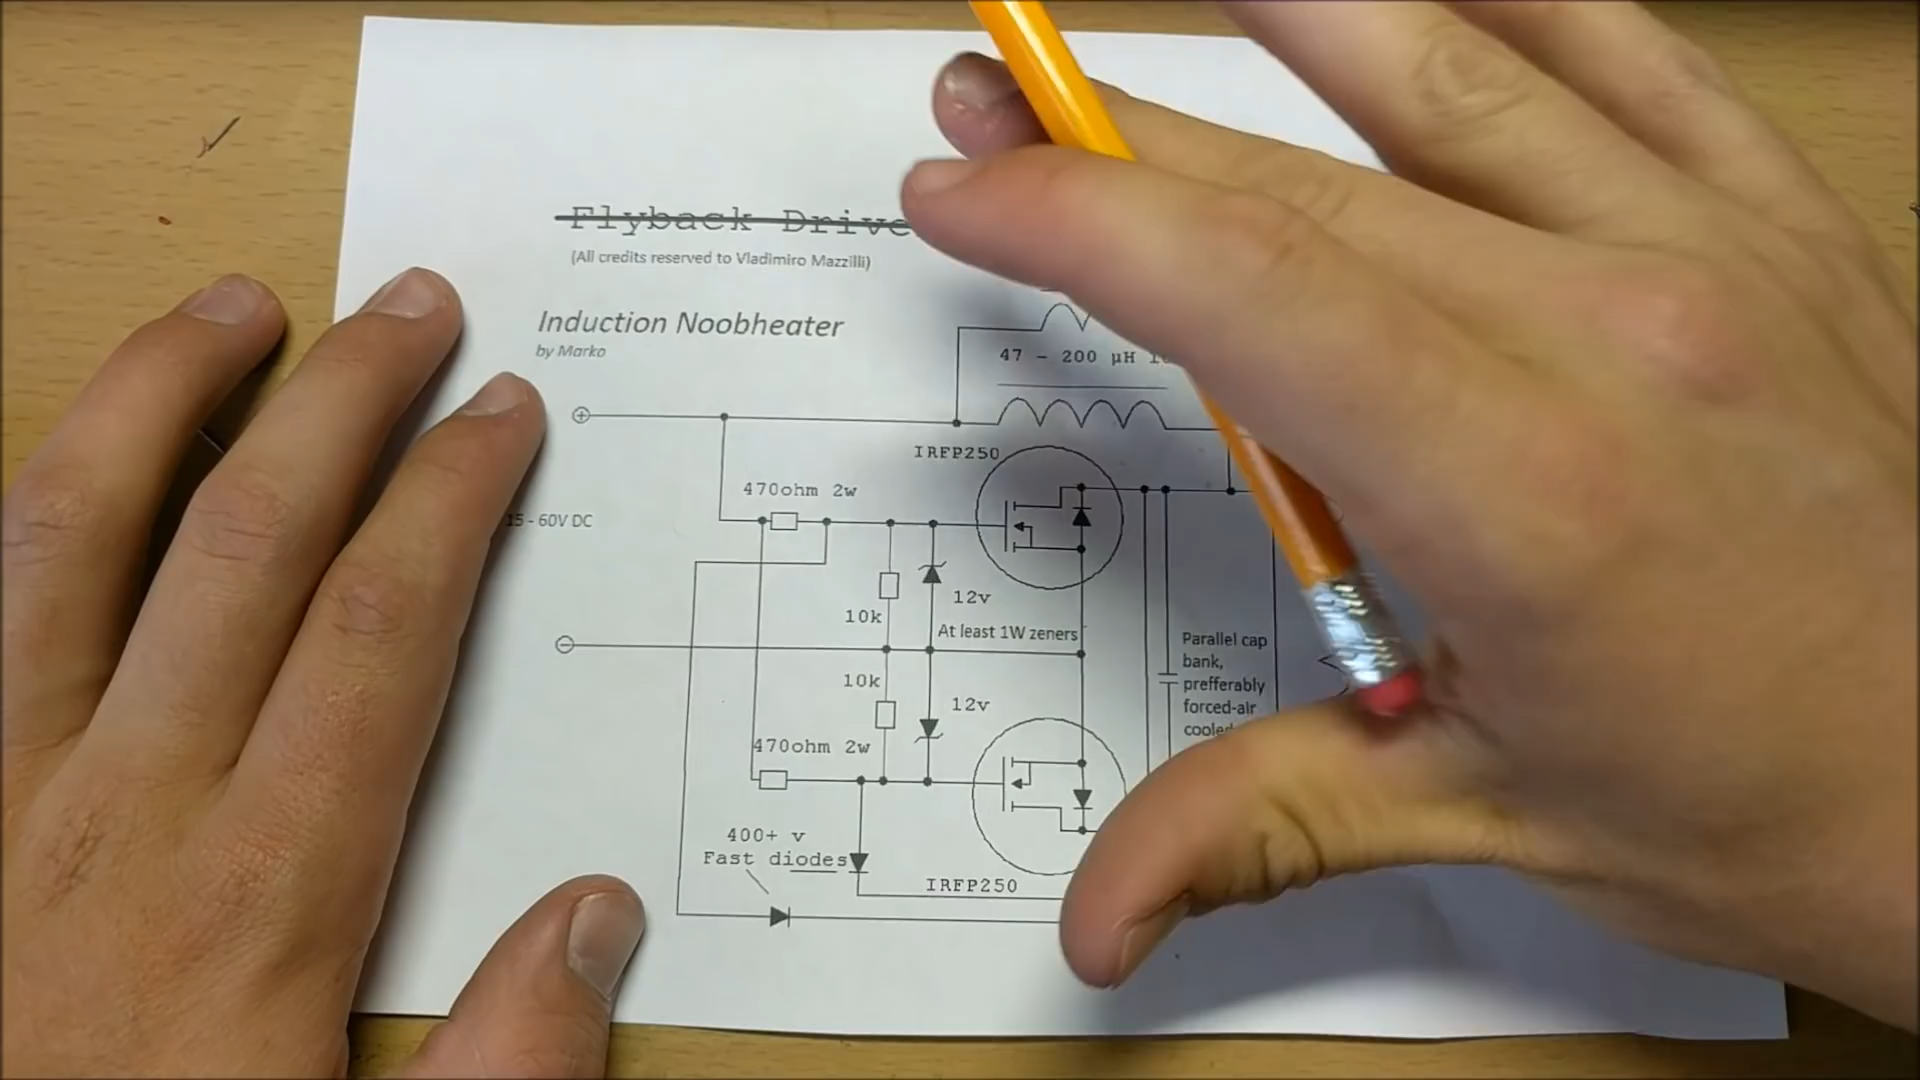 Flyback Drive
(All credits reserved to Vladimiro Mazzilli)
Induction Noobheater
by Marko
47 - 200 µH
IRFP250
470ohm 2w
15 - 60V DC
12v
10k
At least 1W zeners
Parallel cap
bank,
prefferably
forced-air
cooled
10k
12v
470ohm 2w
400+ v
Fast diodes
IRFP250